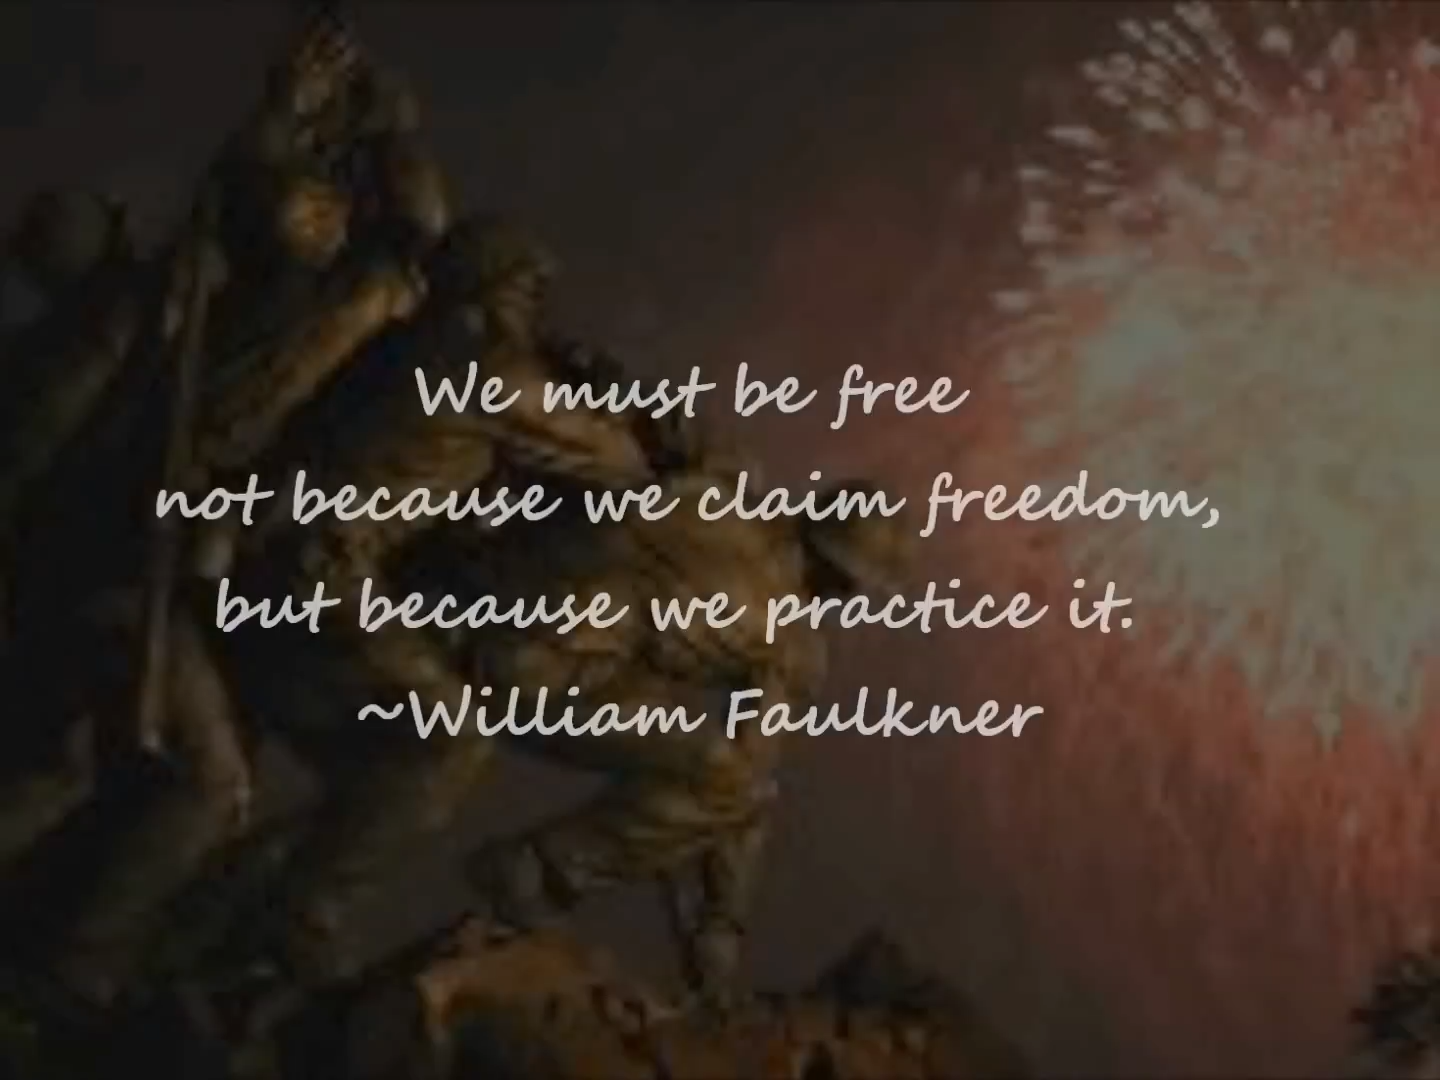 We must be free
not because we claim freedom,
but because we practice it.
~William Faulkner